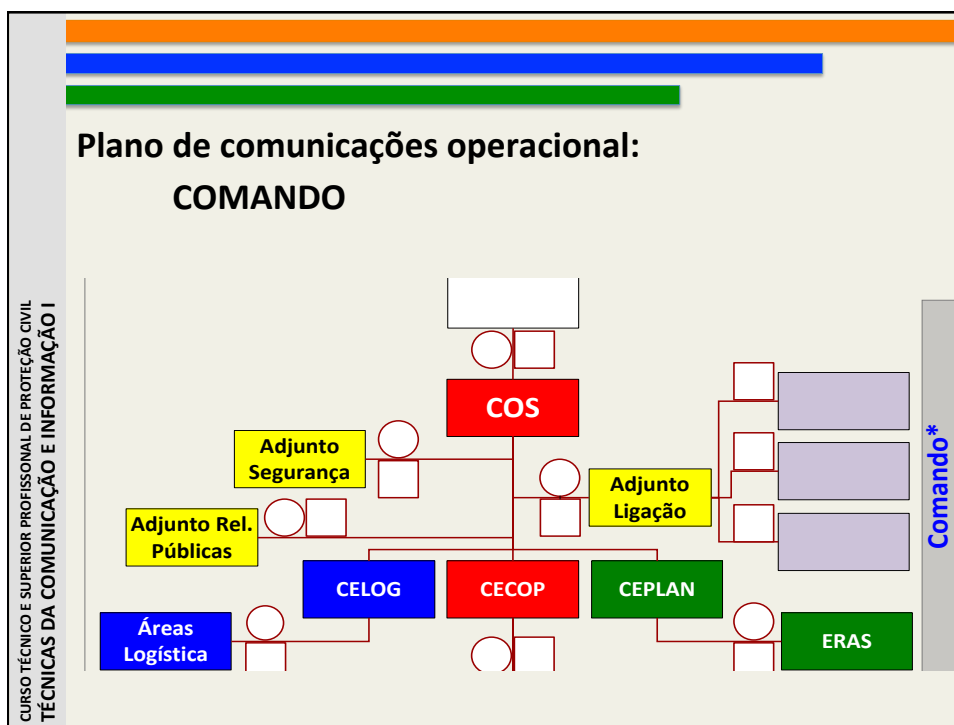 CURSO TÉCNICO E SUPERIOR PROFISSIONAL DE PROTEÇÃO CIVIL
TÉCNICAS DA COMUNICAÇÃO E INFORMAÇÃO I
Plano de comunicações operacional:
COMANDO
COS
Adjunto
Segurança
Adjunto
Ligação
Adjunto Rel.
Públicas
CELOG
CECOP
CEPLAN
Áreas
Logística
ERAS
Comando*